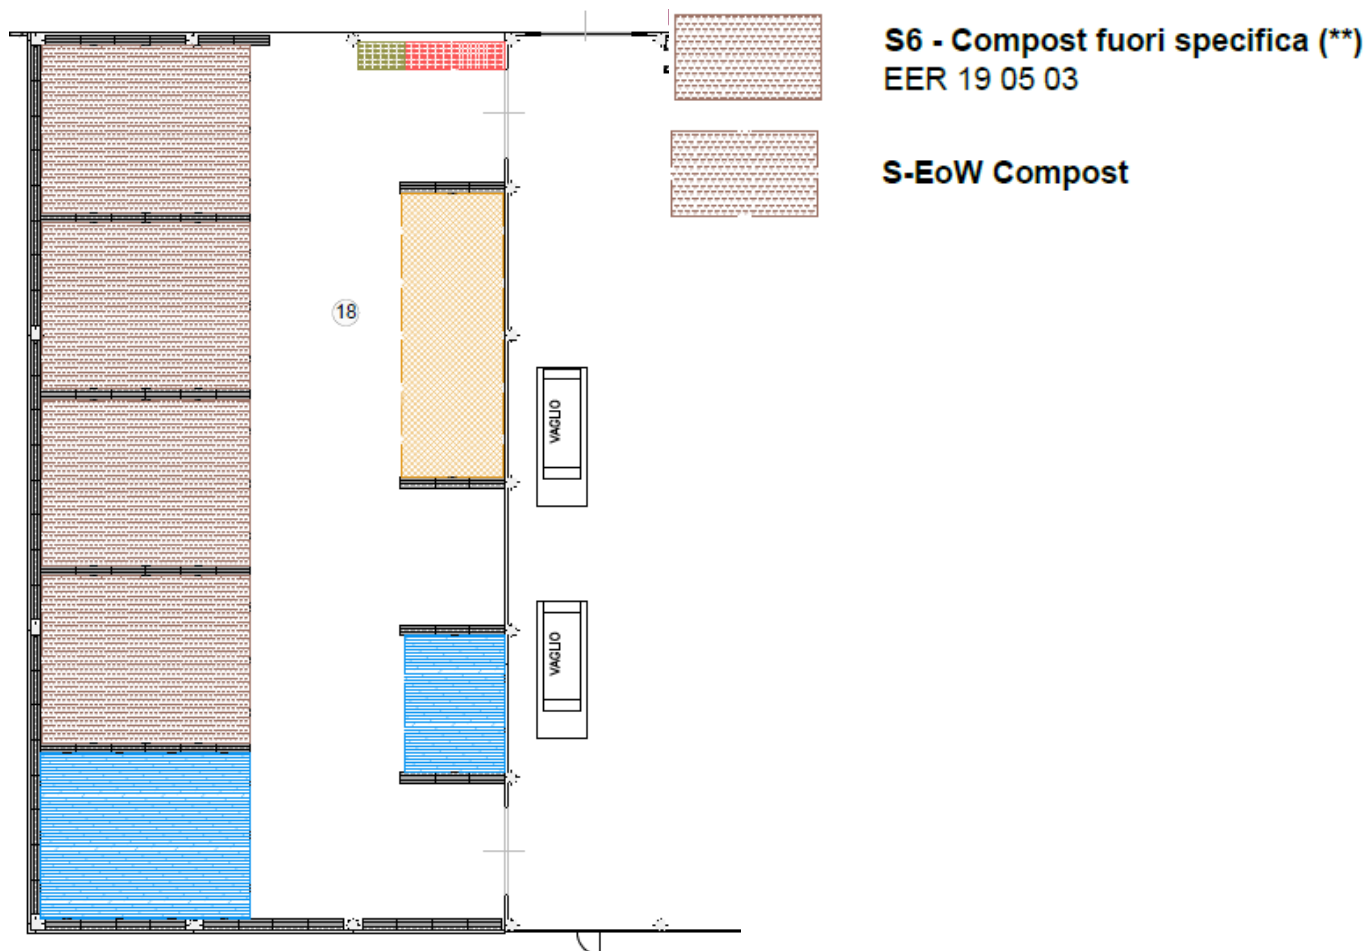 S6 - Compost fuori specifica (**)
EER 19 05 03
S-EoW Compost
18
VAGLIO
VAGLIO